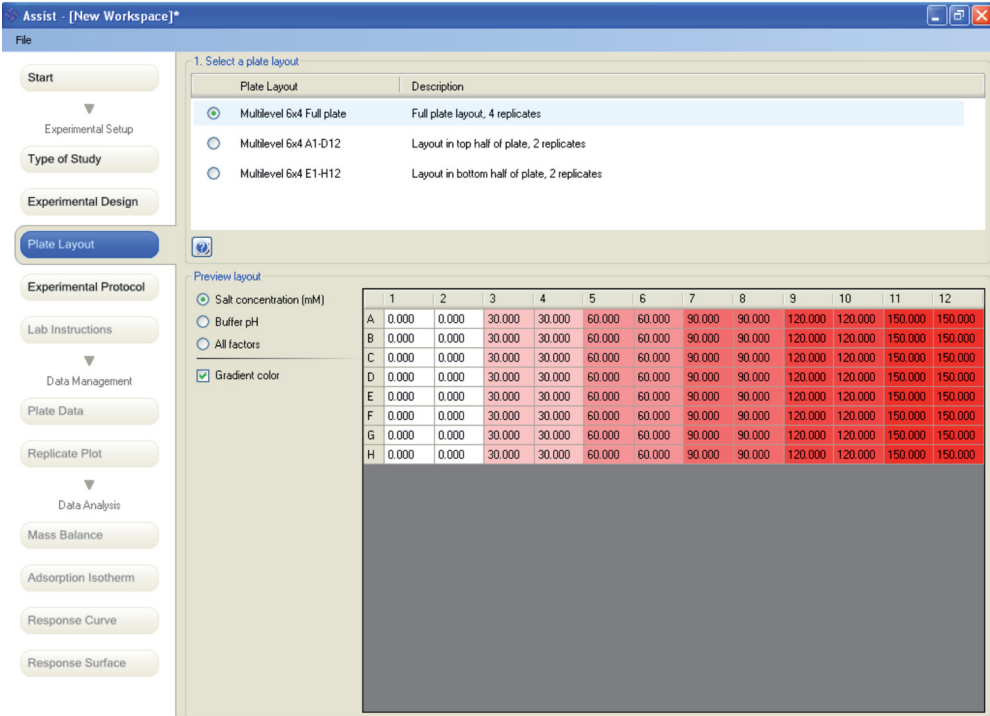 Assist - [New Workspace]*
File
Start
Experimental Setup
Type of Study
Experimental Design
Plate Layout
Experimental Protocol
Lab Instructions
Data Management
Plate Data
Replicate Plot
Data Analysis
Mass Balance
Adsorption Isotherm
Response Curve
Response Surface
1. Select a plate layout
Plate Layout Description
Multilevel 6x4 Full plate Full plate layout, 4 replicates
Multilevel 6x4 A1-D12 Layout in top half of plate, 2 replicates
Multilevel 6x4 E1-H12 Layout in bottom half of plate, 2 replicates
?
Preview layout
Salt concentration (mM)
Buffer pH
All factors
Gradient color
1 2 3 4 5 6 7 8 9 10 11 12
A 0.000 0.000 30.000 30.000 60.000 60.000 90.000 90.000 120.000 120.000 150.000 150.000
B 0.000 0.000 30.000 30.000 60.000 60.000 90.000 90.000 120.000 120.000 150.000 150.000
C 0.000 0.000 30.000 30.000 60.000 60.000 90.000 90.000 120.000 120.000 150.000 150.000
D 0.000 0.000 30.000 30.000 60.000 60.000 90.000 90.000 120.000 120.000 150.000 150.000
E 0.000 0.000 30.000 30.000 60.000 60.000 90.000 90.000 120.000 120.000 150.000 150.000
F 0.000 0.000 30.000 30.000 60.000 60.000 90.000 90.000 120.000 120.000 150.000 150.000
G 0.000 0.000 30.000 30.000 60.000 60.000 90.000 90.000 120.000 120.000 150.000 150.000
H 0.000 0.000 30.000 30.000 60.000 60.000 90.000 90.000 120.000 120.000 150.000 150.000